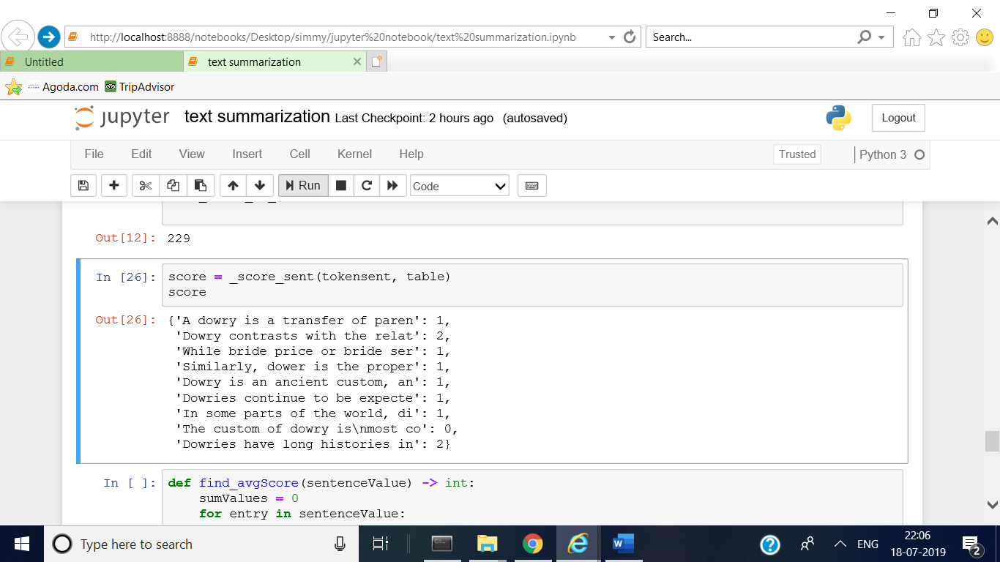 http://localhost:8888/notebooks/Desktop/simmy/jupyter%20notebook/text%20summarization.ipynb
Search...
Untitled
text summarization
Agoda.com
TripAdvisor
jupyter text summarization Last Checkpoint: 2 hours ago (autosaved)
Logout
File Edit View Insert Cell Kernel Help
Trusted
Python 3
Run
Code
Out[12]: 229
In [26]: score = _score_sent(tokensent, table)
score
Out[26]: {'A dowry is a transfer of paren': 1,
'Dowry contrasts with the relat': 2,
'While bride price or bride ser': 1,
'Similarly, dower is the proper': 1,
'Dowry is an ancient custom, an': 1,
'Dowries continue to be expecte': 1,
'In some parts of the world, di': 1,
'The custom of dowry is\nmost co': 0,
'Dowries have long histories in': 2}
In [ ]: def find_avgScore(sentenceValue) -> int:
sumValues = 0
for entry in sentenceValue:
Type here to search
ENG
22:06
18-07-2019
2